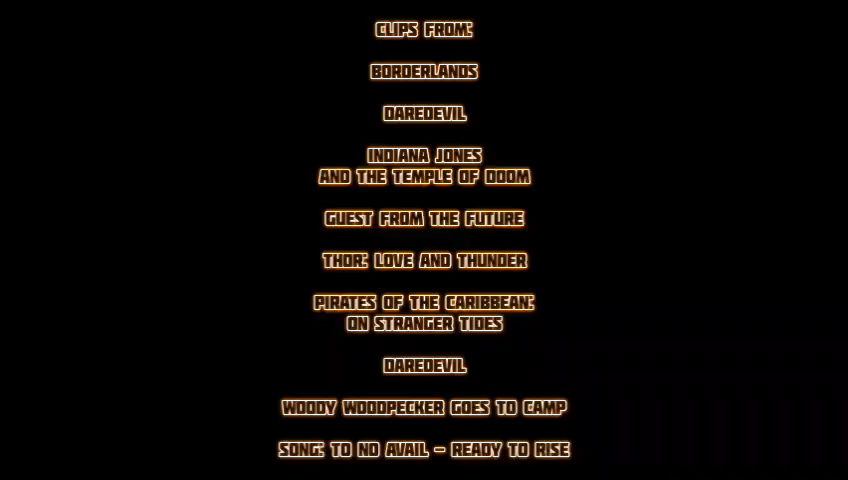 CLIPS FROM:
BORDERLANDS
DAREDEVIL
INDIANA JONES
AND THE TEMPLE OF DOOM
GUEST FROM THE FUTURE
THOR: LOVE AND THUNDER
PIRATES OF THE CARIBBEAN:
ON STRANGER TIDES
DAREDEVIL
WOODY WOODPECKER GOES TO CAMP
SONG: TO NO AVAIL - READY TO RISE